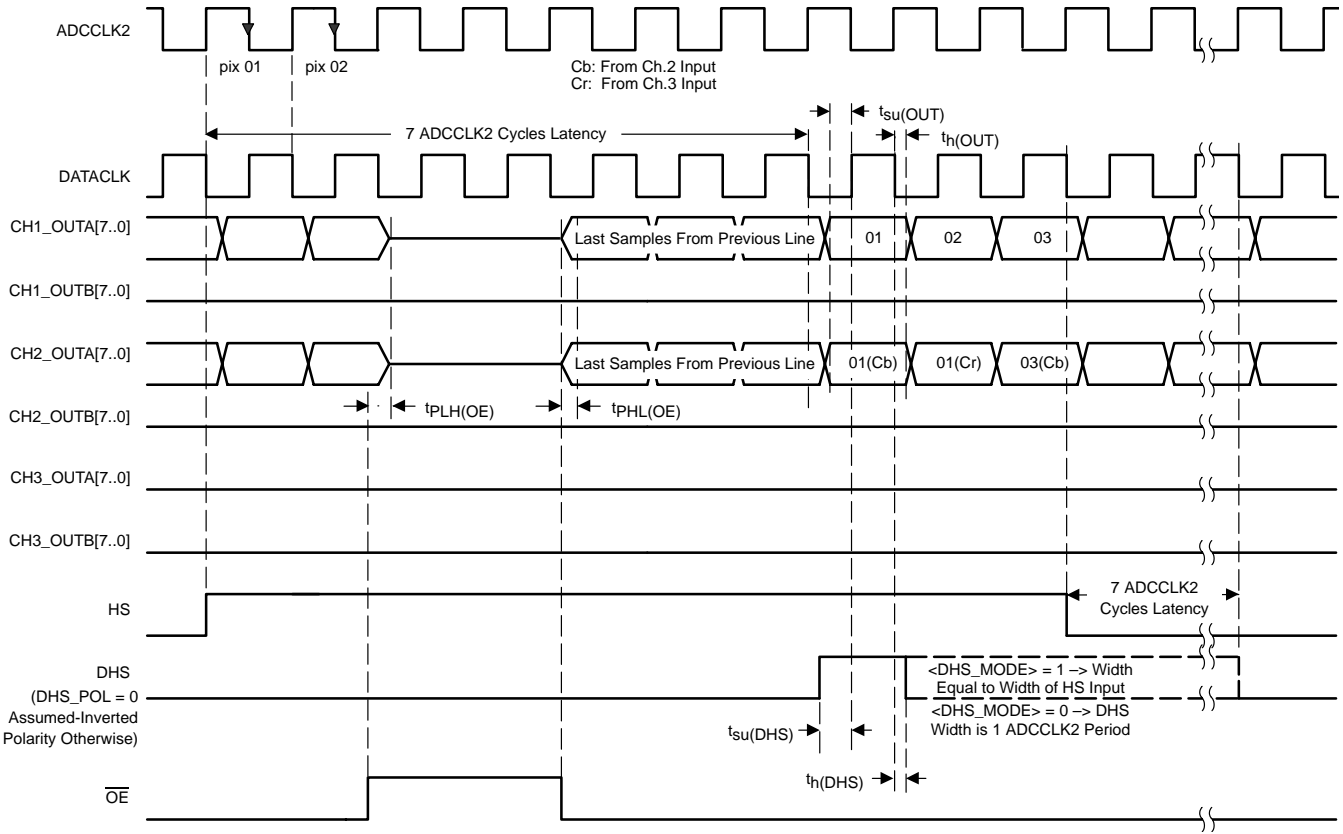 ADCCLK2
pix 01
pix 02
Cb: From Ch.2 Input
Cr: From Ch.3 Input
tsu(OUT)
7 ADCCLK2 Cycles Latency
th(OUT)
DATACLK
CH1_OUTA[7..0]
Last Samples From Previous Line
01
02
03
CH1_OUTB[7..0]
CH2_OUTA[7..0]
Last Samples From Previous Line
01(Cb)
01(Cr)
03(Cb)
tPLH(OE)
tPHL(OE)
CH2_OUTB[7..0]
CH3_OUTA[7..0]
CH3_OUTB[7..0]
7 ADCCLK2
Cycles Latency
HS
DHS
(DHS_POL = 0
Assumed-Inverted
Polarity Otherwise)
<DHS_MODE> = 1 –> Width
Equal to Width of HS Input
<DHS_MODE> = 0 –> DHS
Width is 1 ADCCLK2 Period
tsu(DHS)
th(DHS)
OE